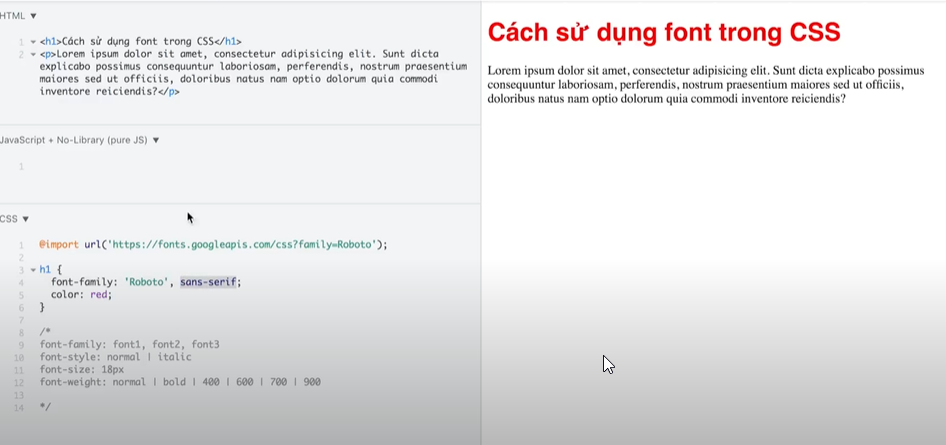 HTML ▼
1 <h1>Cách sử dụng font trong CSS</h1>
2 <p>Lorem ipsum dolor sit amet, consectetur adipisicing elit. Sunt dicta
explicabo possimus consequuntur laboriosam, perferendis, nostrum praesentium
maiores sed ut officiis, doloribus natus nam optio dolorum quia commodi
inventore reiciendis?</p>
JavaScript + No-Library (pure JS) ▼
1
CSS ▼
1 @import url('https://fonts.googleapis.com/css?family=Roboto');
2
3 h1 {
4 font-family: 'Roboto', sans-serif;
5 color: red;
6 }
7
8 /*
9 font-family: font1, font2, font3
10 font-style: normal | italic
11 font-size: 18px
12 font-weight: normal | bold | 400 | 600 | 700 | 900
13
14 */
Cách sử dụng font trong CSS
Lorem ipsum dolor sit amet, consectetur adipisicing elit. Sunt dicta explicabo possimus
consequuntur laboriosam, perferendis, nostrum praesentium maiores sed ut officiis,
doloribus natus nam optio dolorum quia commodi inventore reiciendis?